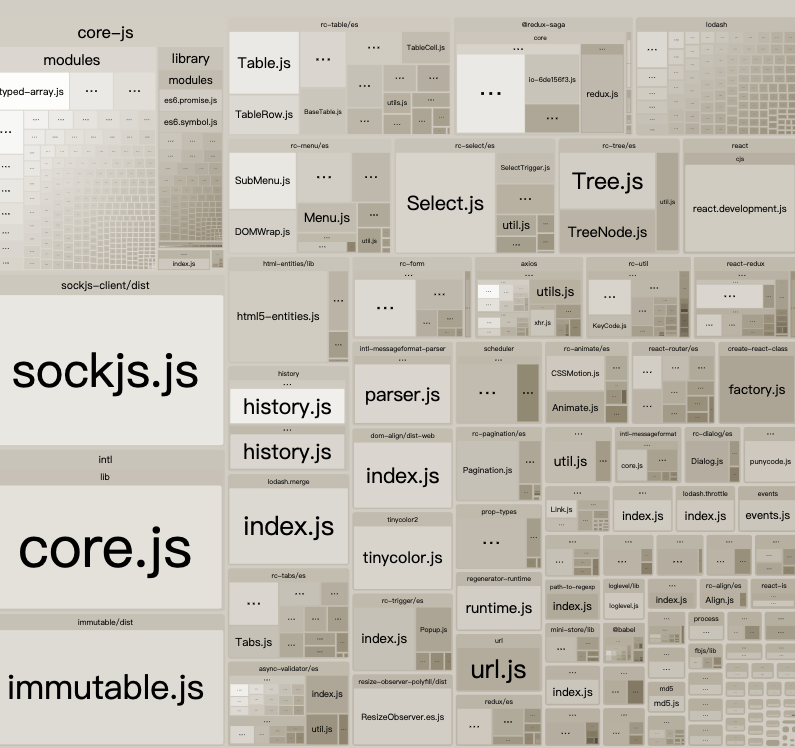 core-js
modules
typed-array.js
...
...
library
modules
es6.promise.js
es6.symbol.js
index.js
sockjs-client/dist
sockjs.js
intl
lib
core.js
immutable/dist
immutable.js
rc-table/es
Table.js
...
...
TableCell.js
TableRow.js
BaseTable.js
utils.js
@redux-saga
core
...
...
...
io-6de156f3.js
redux.js
...
lodash
...
rc-menu/es
SubMenu.js
...
...
DOMWrap.js
Menu.js
util.js
rc-select/es
Select.js
SelectTrigger.js
...
util.js
rc-tree/es
Tree.js
TreeNode.js
util.js
react
cjs
react.development.js
html-entities/lib
html5-entities.js
...
...
rc-form
...
...
...
axios
...
utils.js
xhr.js
rc-util
...
...
KeyCode.js
react-redux
...
...
history
...
history.js
...
history.js
intl-messageformat-parser
...
parser.js
scheduler
...
...
rc-animate/es
CSSMotion.js
Animate.js
react-router/es
...
create-react-class
factory.js
dom-align/dist-web
index.js
rc-pagination/es
Pagination.js
...
util.js
...
intl-messageformat
...
core.js
rc-dialog/es
Dialog.js
...
punycode.js
lodash.merge
index.js
tinycolor2
tinycolor.js
prop-types
...
...
Link.js
...
index.js
lodash.throttle
index.js
events
events.js
rc-tabs/es
...
Tabs.js
rc-trigger/es
index.js
Popup.js
regenerator-runtime
runtime.js
path-to-regexp
index.js
loglevel/lib
loglevel.js
...
index.js
rc-align/es
Align.js
react-is
...
async-validator/es
index.js
util.js
resize-observer-polyfill/dist
ResizeObserver.es.js
url
url.js
redux/es
...
mini-store/lib
...
@babel
...
index.js
process
...
fbjs/lib
md5
md5.js